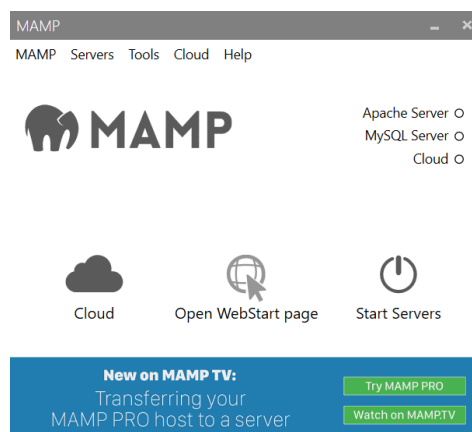 MAMP
MAMP Servers Tools Cloud Help
MAMP
Apache Server
MySQL Server
Cloud
Cloud
Open WebStart page
Start Servers
New on MAMP TV:
Transferring your
MAMP PRO host to a server
Try MAMP PRO
Watch on MAMP.TV